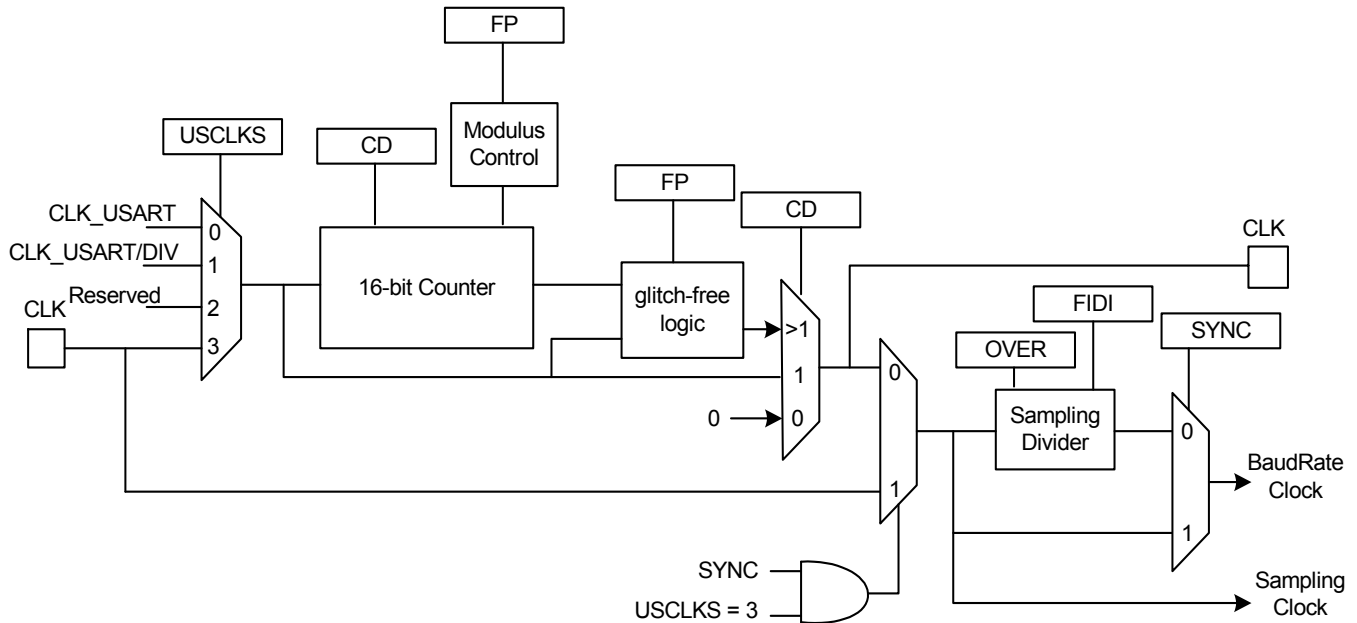 FP
USCLKS
CD
Modulus
Control
FP
CD
CLK_USART
0
CLK_USART/DIV
1
Reserved
2
CLK
3
16-bit Counter
glitch-free
logic
>1
1
0
0
CLK
FIDI
OVER
SYNC
0
1
Sampling
Divider
0
1
BaudRate
Clock
SYNC
USCLKS = 3
Sampling
Clock